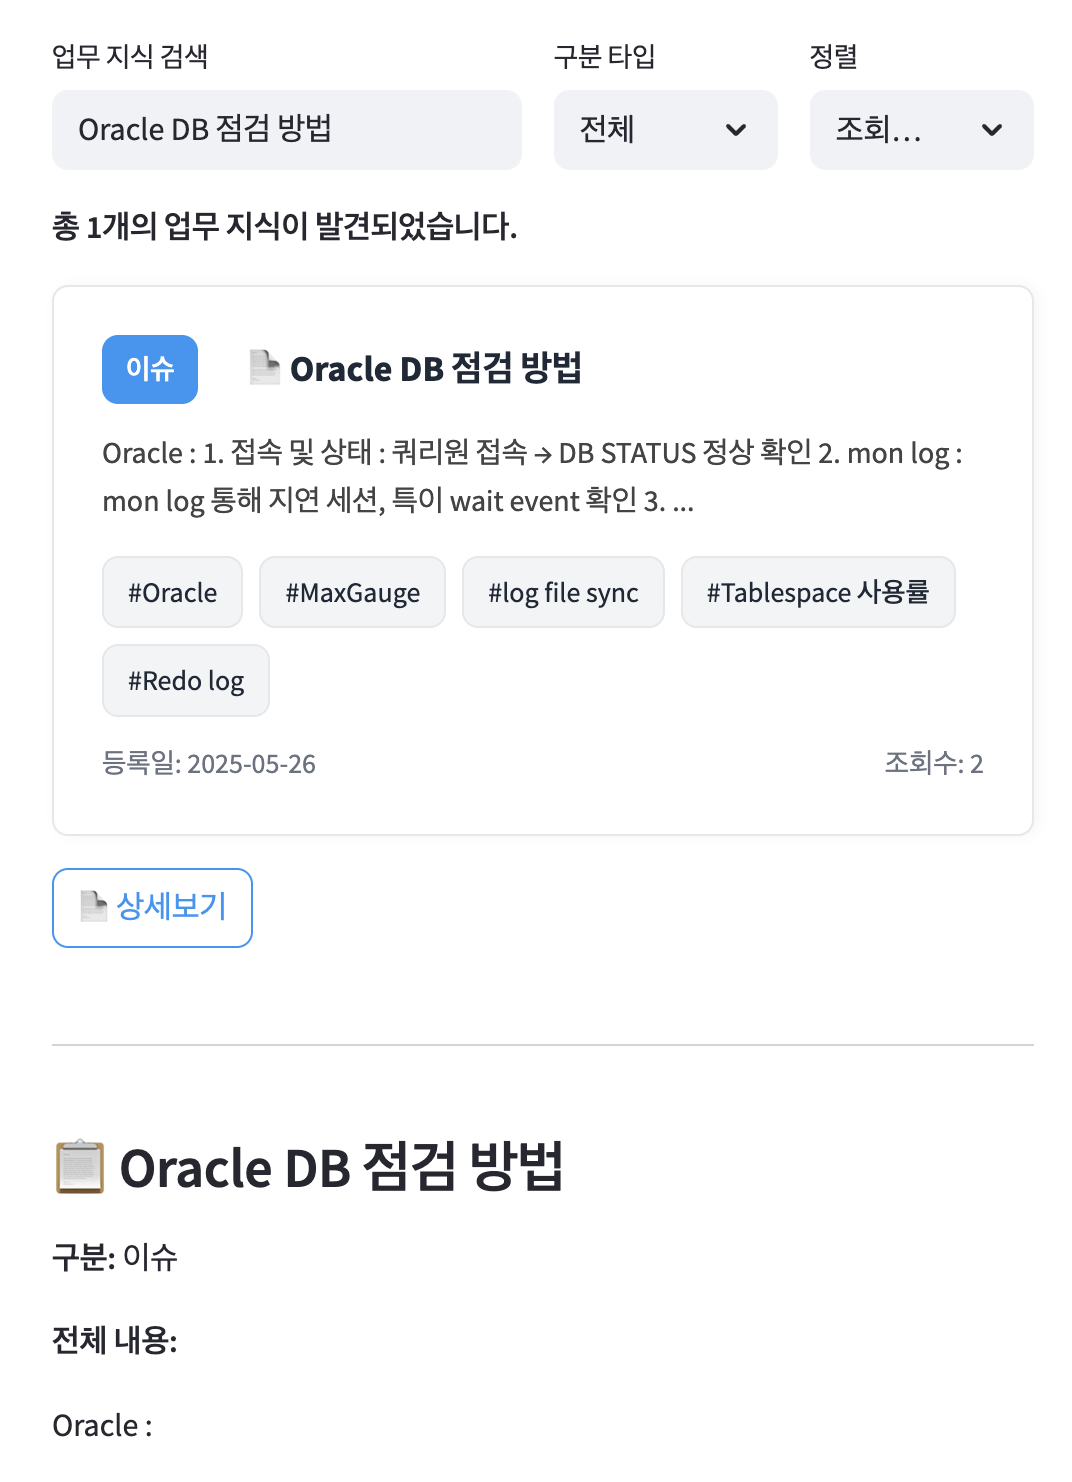 업무 지식 검색
구분 타입
정렬
Oracle DB 점검 방법
전체
조회...
총 1개의 업무 지식이 발견되었습니다.
이슈
Oracle DB 점검 방법
Oracle : 1. 접속 및 상태 : 쿼리원 접속 → DB STATUS 정상 확인 2. mon log :
mon log 통해 지연 세션, 특이 wait event 확인 3. ...
#Oracle
#MaxGauge
#log file sync
#Tablespace 사용률
#Redo log
등록일: 2025-05-26
조회수: 2
상세보기
Oracle DB 점검 방법
구분: 이슈
전체 내용:
Oracle :